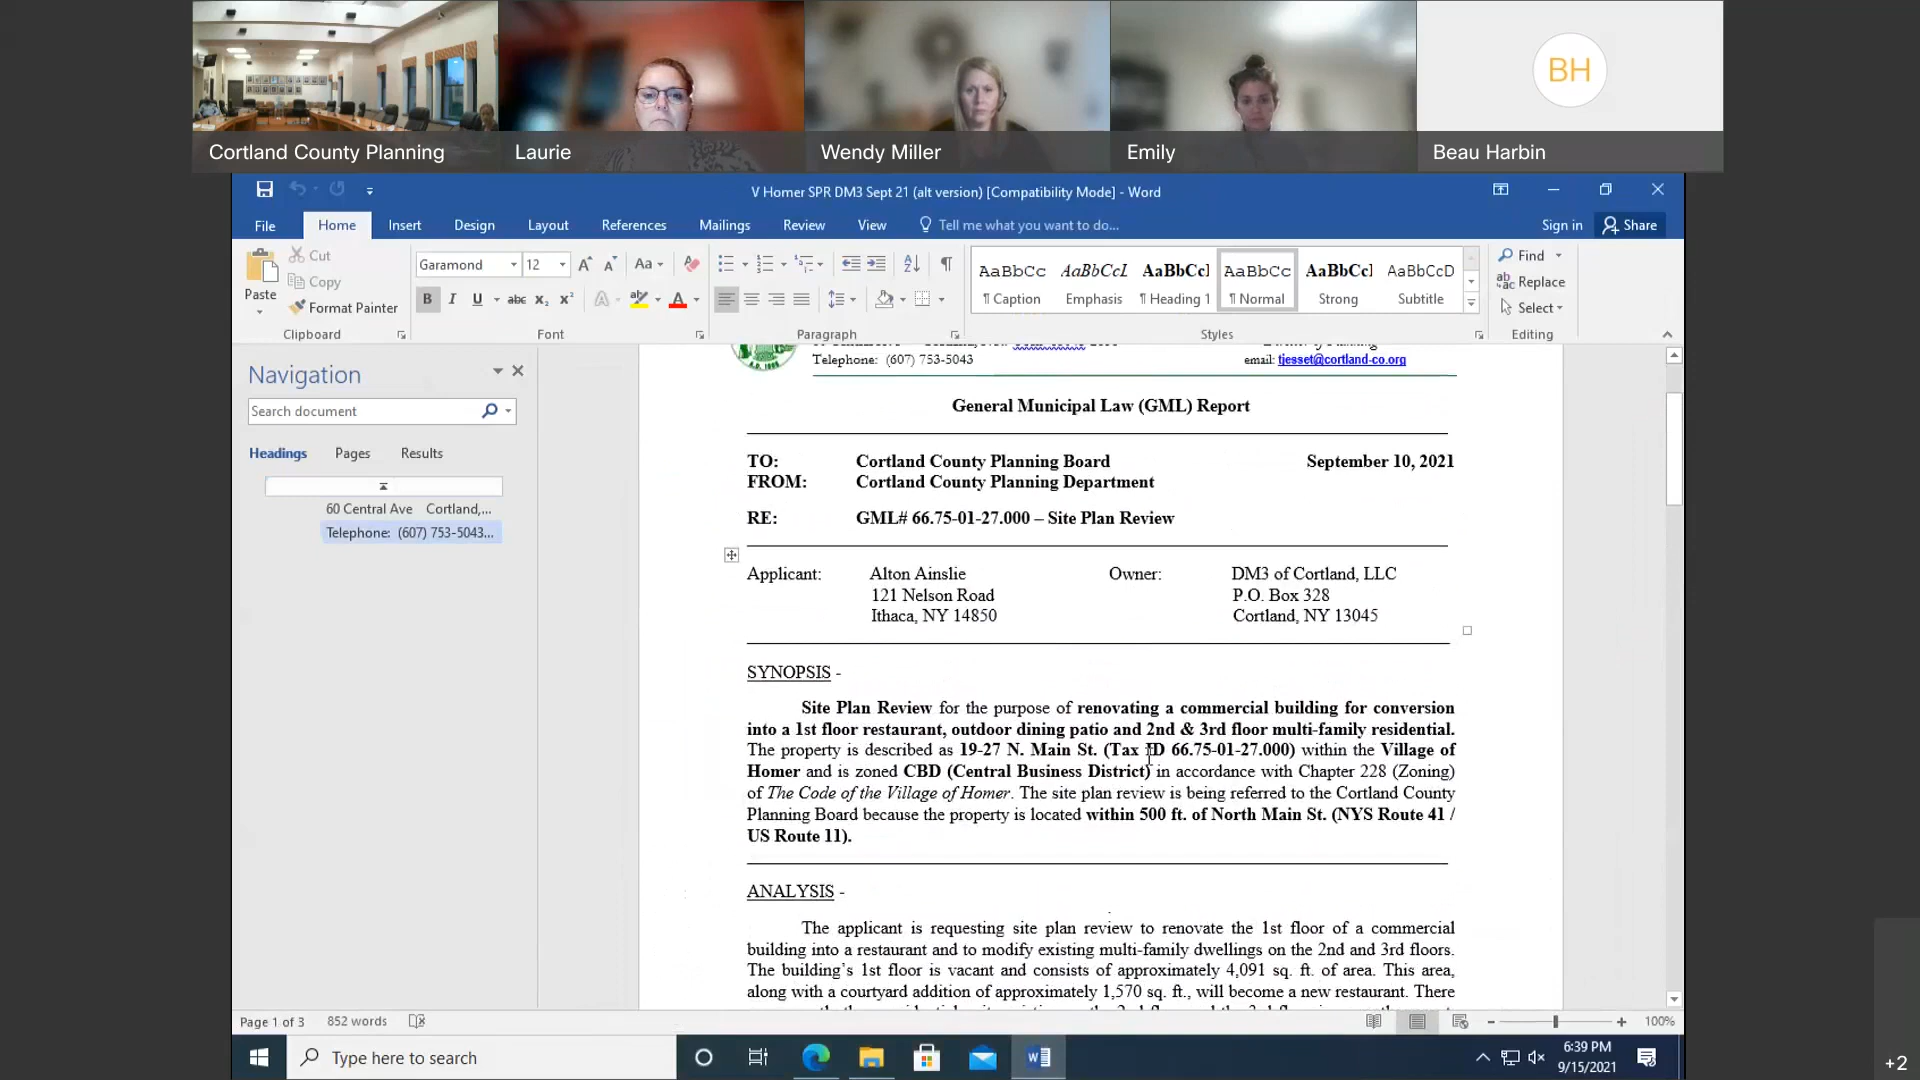 BH
Cortland County Planning
Laurie
Wendy Miller
Emily
Beau Harbin
V Homer SPR DM3 Sept 21 (alt version) [Compatibility Mode] - Word
File
Home
Insert
Design
Layout
References
Mailings
Review
View
Tell me what you want to do...
Sign in
Share
Paste
Cut
Copy
Format Painter
Clipboard
Garamond
12
Font
Paragraph
AaBbCc
AaBbCcL
AaBbCcI
AaBbCc
AaBbCcI
AaBbCcD
¶ Caption
Emphasis
¶ Heading 1
¶ Normal
Strong
Subtitle
Styles
Find
Replace
Select
Editing
Navigation
Search document
Headings
Pages
Results
60 Central Ave Cortland,...
Telephone: (607) 753-5043...
Telephone: (607) 753-5043
email: tjesset@cortland-co.org
General Municipal Law (GML) Report
TO: Cortland County Planning Board September 10, 2021
FROM: Cortland County Planning Department
RE: GML# 66.75-01-27.000 – Site Plan Review
Applicant: Alton Ainslie Owner: DM3 of Cortland, LLC
121 Nelson Road P.O. Box 328
Ithaca, NY 14850 Cortland, NY 13045
SYNOPSIS -
Site Plan Review for the purpose of renovating a commercial building for conversion
into a 1st floor restaurant, outdoor dining patio and 2nd & 3rd floor multi-family residential.
The property is described as 19-27 N. Main St. (Tax ID 66.75-01-27.000) within the Village of
Homer and is zoned CBD (Central Business District) in accordance with Chapter 228 (Zoning)
of The Code of the Village of Homer. The site plan review is being referred to the Cortland County
Planning Board because the property is located within 500 ft. of North Main St. (NYS Route 41 /
US Route 11).
ANALYSIS -
The applicant is requesting site plan review to renovate the 1st floor of a commercial
building into a restaurant and to modify existing multi-family dwellings on the 2nd and 3rd floors.
The building's 1st floor is vacant and consists of approximately 4,091 sq. ft. of area. This area,
along with a courtyard addition of approximately 1,570 sq. ft., will become a new restaurant. There
Page 1 of 3
852 words
100%
Type here to search
6:39 PM
9/15/2021
+2